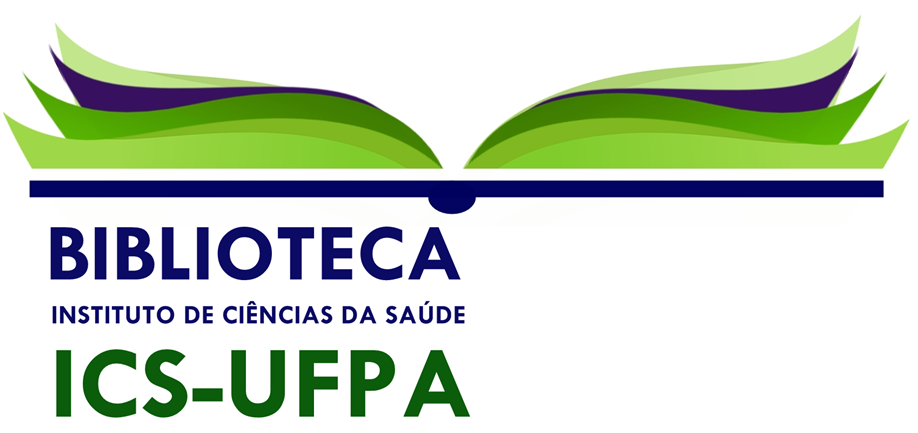 BIBLIOTECA
INSTITUTO DE CIÊNCIAS DA SAÚDE
ICS-UFPA